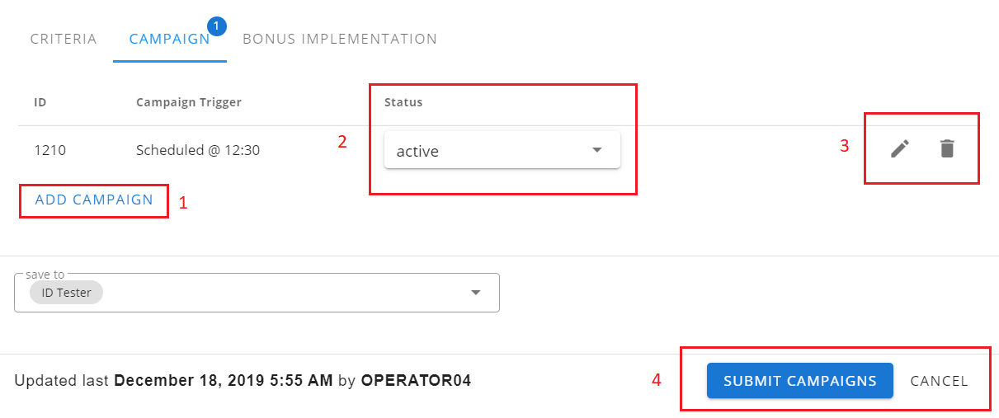 CRITERIA CAMPAIGN 1 BONUS IMPLEMENTATION
ID Campaign Trigger Status
1210 Scheduled @ 12:30 2 active 3
ADD CAMPAIGN 1
save to
ID Tester
Updated last December 18, 2019 5:55 AM by OPERATOR04 4 SUBMIT CAMPAIGNS CANCEL